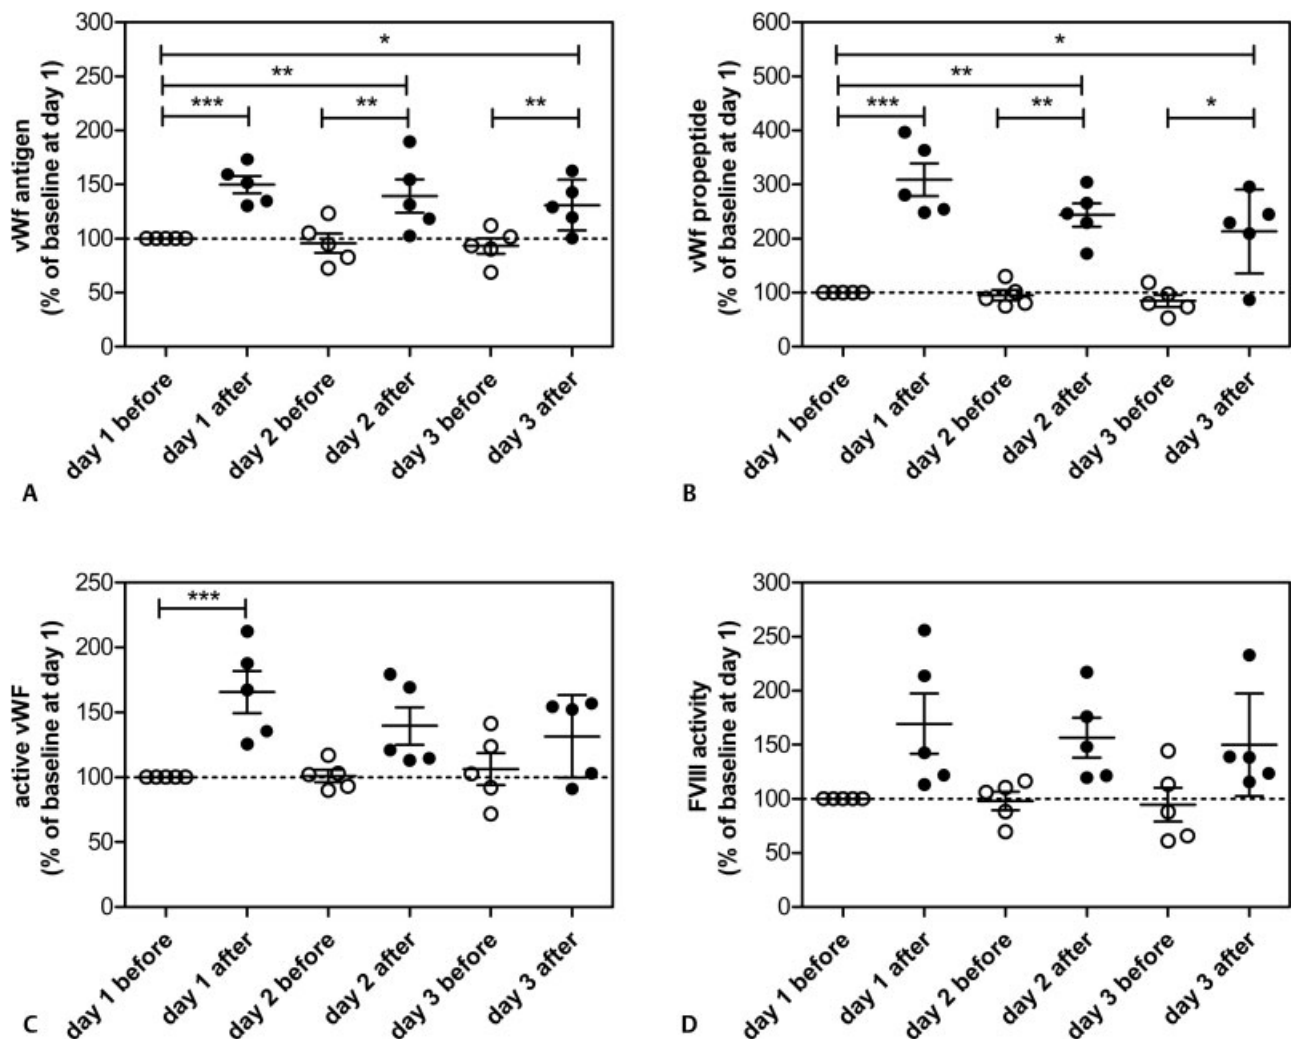 vWf antigen
(% of baseline at day 1)
300
250
200
150
100
50
0
*
**
***
**
**
day 1 before
day 1 after
day 2 before
day 2 after
day 3 before
day 3 after
A
vWf propeptide
(% of baseline at day 1)
600
500
400
300
200
100
0
*
**
***
**
*
day 1 before
day 1 after
day 2 before
day 2 after
day 3 before
day 3 after
B
active vWF
(% of baseline at day 1)
250
200
150
100
50
0
***
day 1 before
day 1 after
day 2 before
day 2 after
day 3 before
day 3 after
C
FVIII activity
(% of baseline at day 1)
300
250
200
150
100
50
0
day 1 before
day 1 after
day 2 before
day 2 after
day 3 before
day 3 after
D